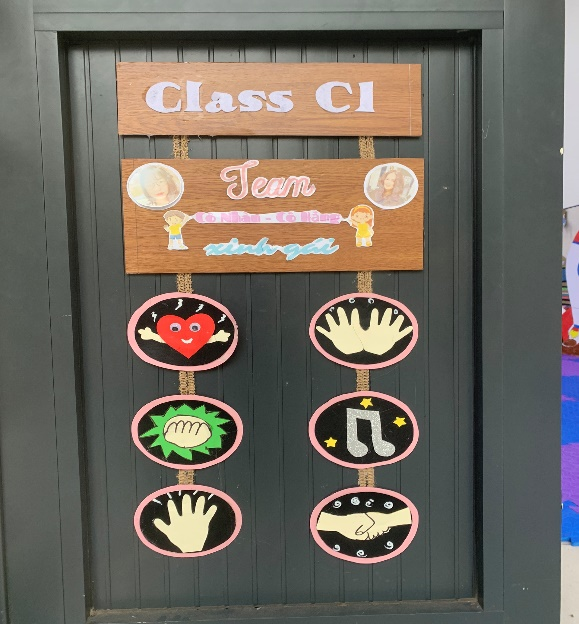 Class C1
Team
Cô Nhàn - Cô Hằng
xinh gái